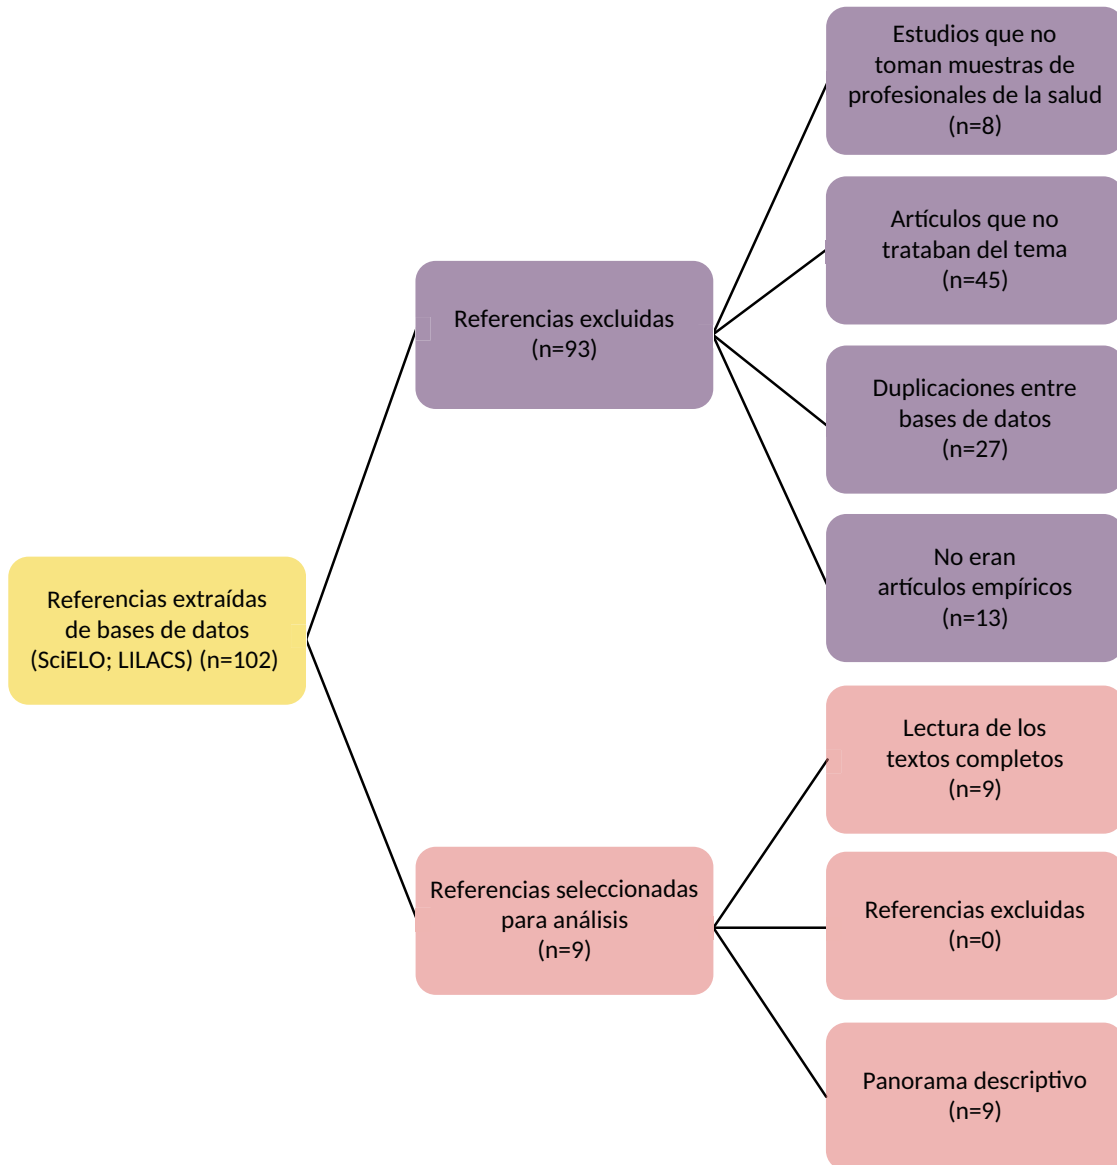 Estudios que no
toman muestras de
profesionales de la salud
(n=8)
Artículos que no
trataban del tema
(n=45)
Referencias excluidas
(n=93)
Duplicaciones entre
bases de datos
(n=27)
No eran
artículos empíricos
(n=13)
Referencias extraídas
de bases de datos
(SciELO; LILACS) (n=102)
Lectura de los
textos completos
(n=9)
Referencias seleccionadas
para análisis
(n=9)
Referencias excluidas
(n=0)
Panorama descriptivo
(n=9)